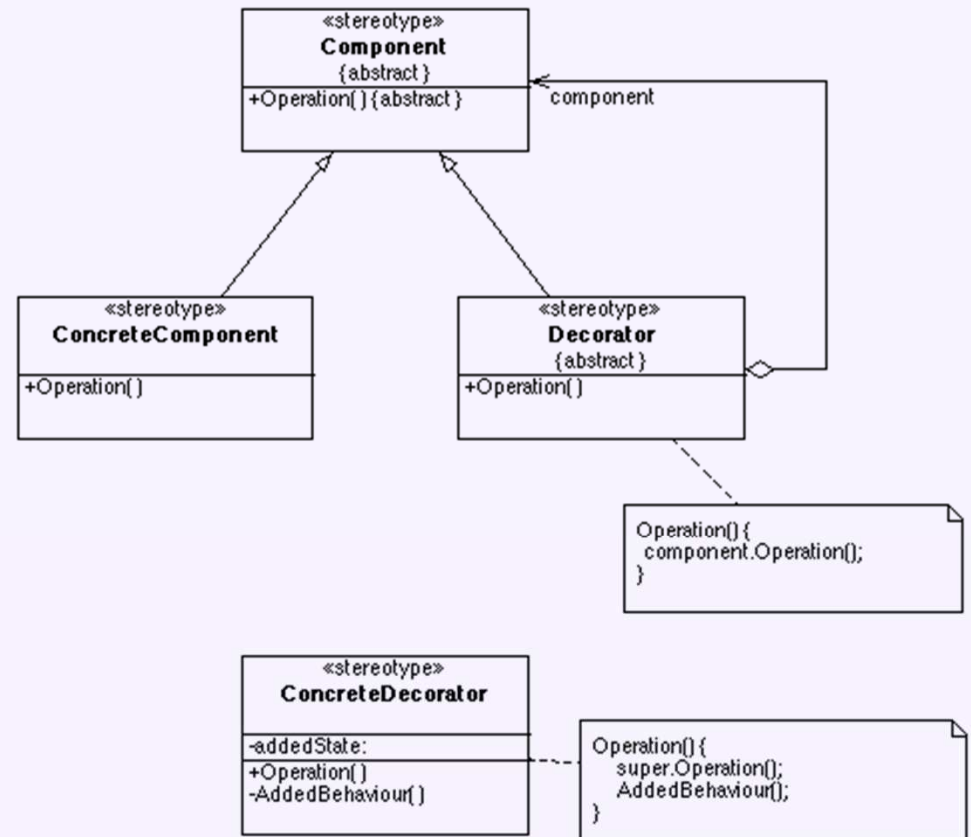 «stereotype»
Component
{abstract}
+Operation(){abstract}
component
«stereotype»
ConcreteComponent
+Operation()
«stereotype»
Decorator
{abstract}
+Operation()
Operation(){
component.Operation();
}
«stereotype»
ConcreteDecorator
-addedState:
+Operation()
-AddedBehaviour()
Operation(){
super.Operation();
AddedBehaviour();
}